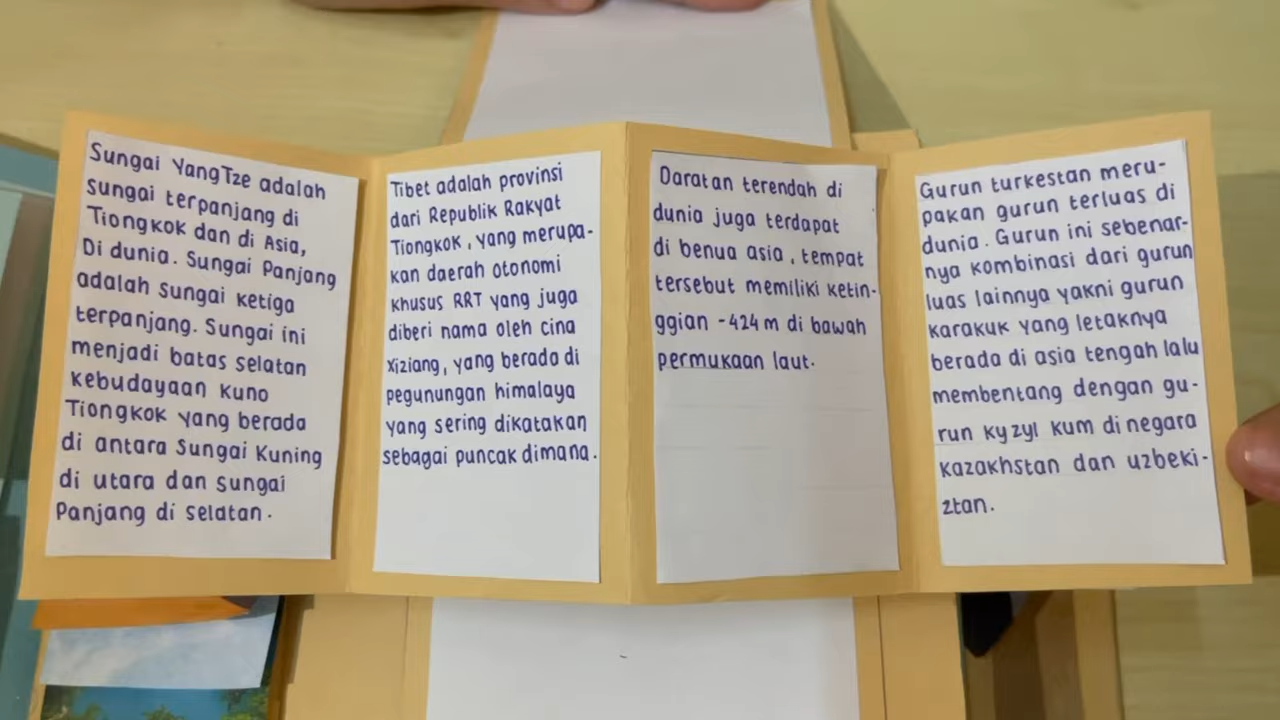 Sungai YangTze adalah
sungai terpanjang di
Tiongkok dan di Asia,
Di dunia. Sungai Panjang
adalah sungai ketiga
terpanjang. Sungai ini
menjadi batas selatan
kebudayaan kuno
Tiongkok yang berada
di antara Sungai Kuning
di utara dan sungai
Panjang di selatan.
Tibet adalah provinsi
dari Republik Rakyat
Tiongkok, yang merupa-
kan daerah otonomi
khusus RRT yang juga
diberi nama oleh cina
xiziang, yang berada di
pegunungan himalaya
yang sering dikatakan
sebagai puncak dimana.
Daratan terendah di
dunia juga terdapat
di benua asia, tempat
tersebut memiliki ketin-
ggian -424 m di bawah
permukaan laut.
Gurun turkestan meru-
pakan gurun terluas di
dunia. Gurun ini sebenar-
nya kombinasi dari gurun
luas lainnya yakni gurun
karakuk yang letaknya
berada di asia tengah lalu
membentang dengan gu-
run kyzyl kum di negara
kazakhstan dan uzbeki-
ztan.